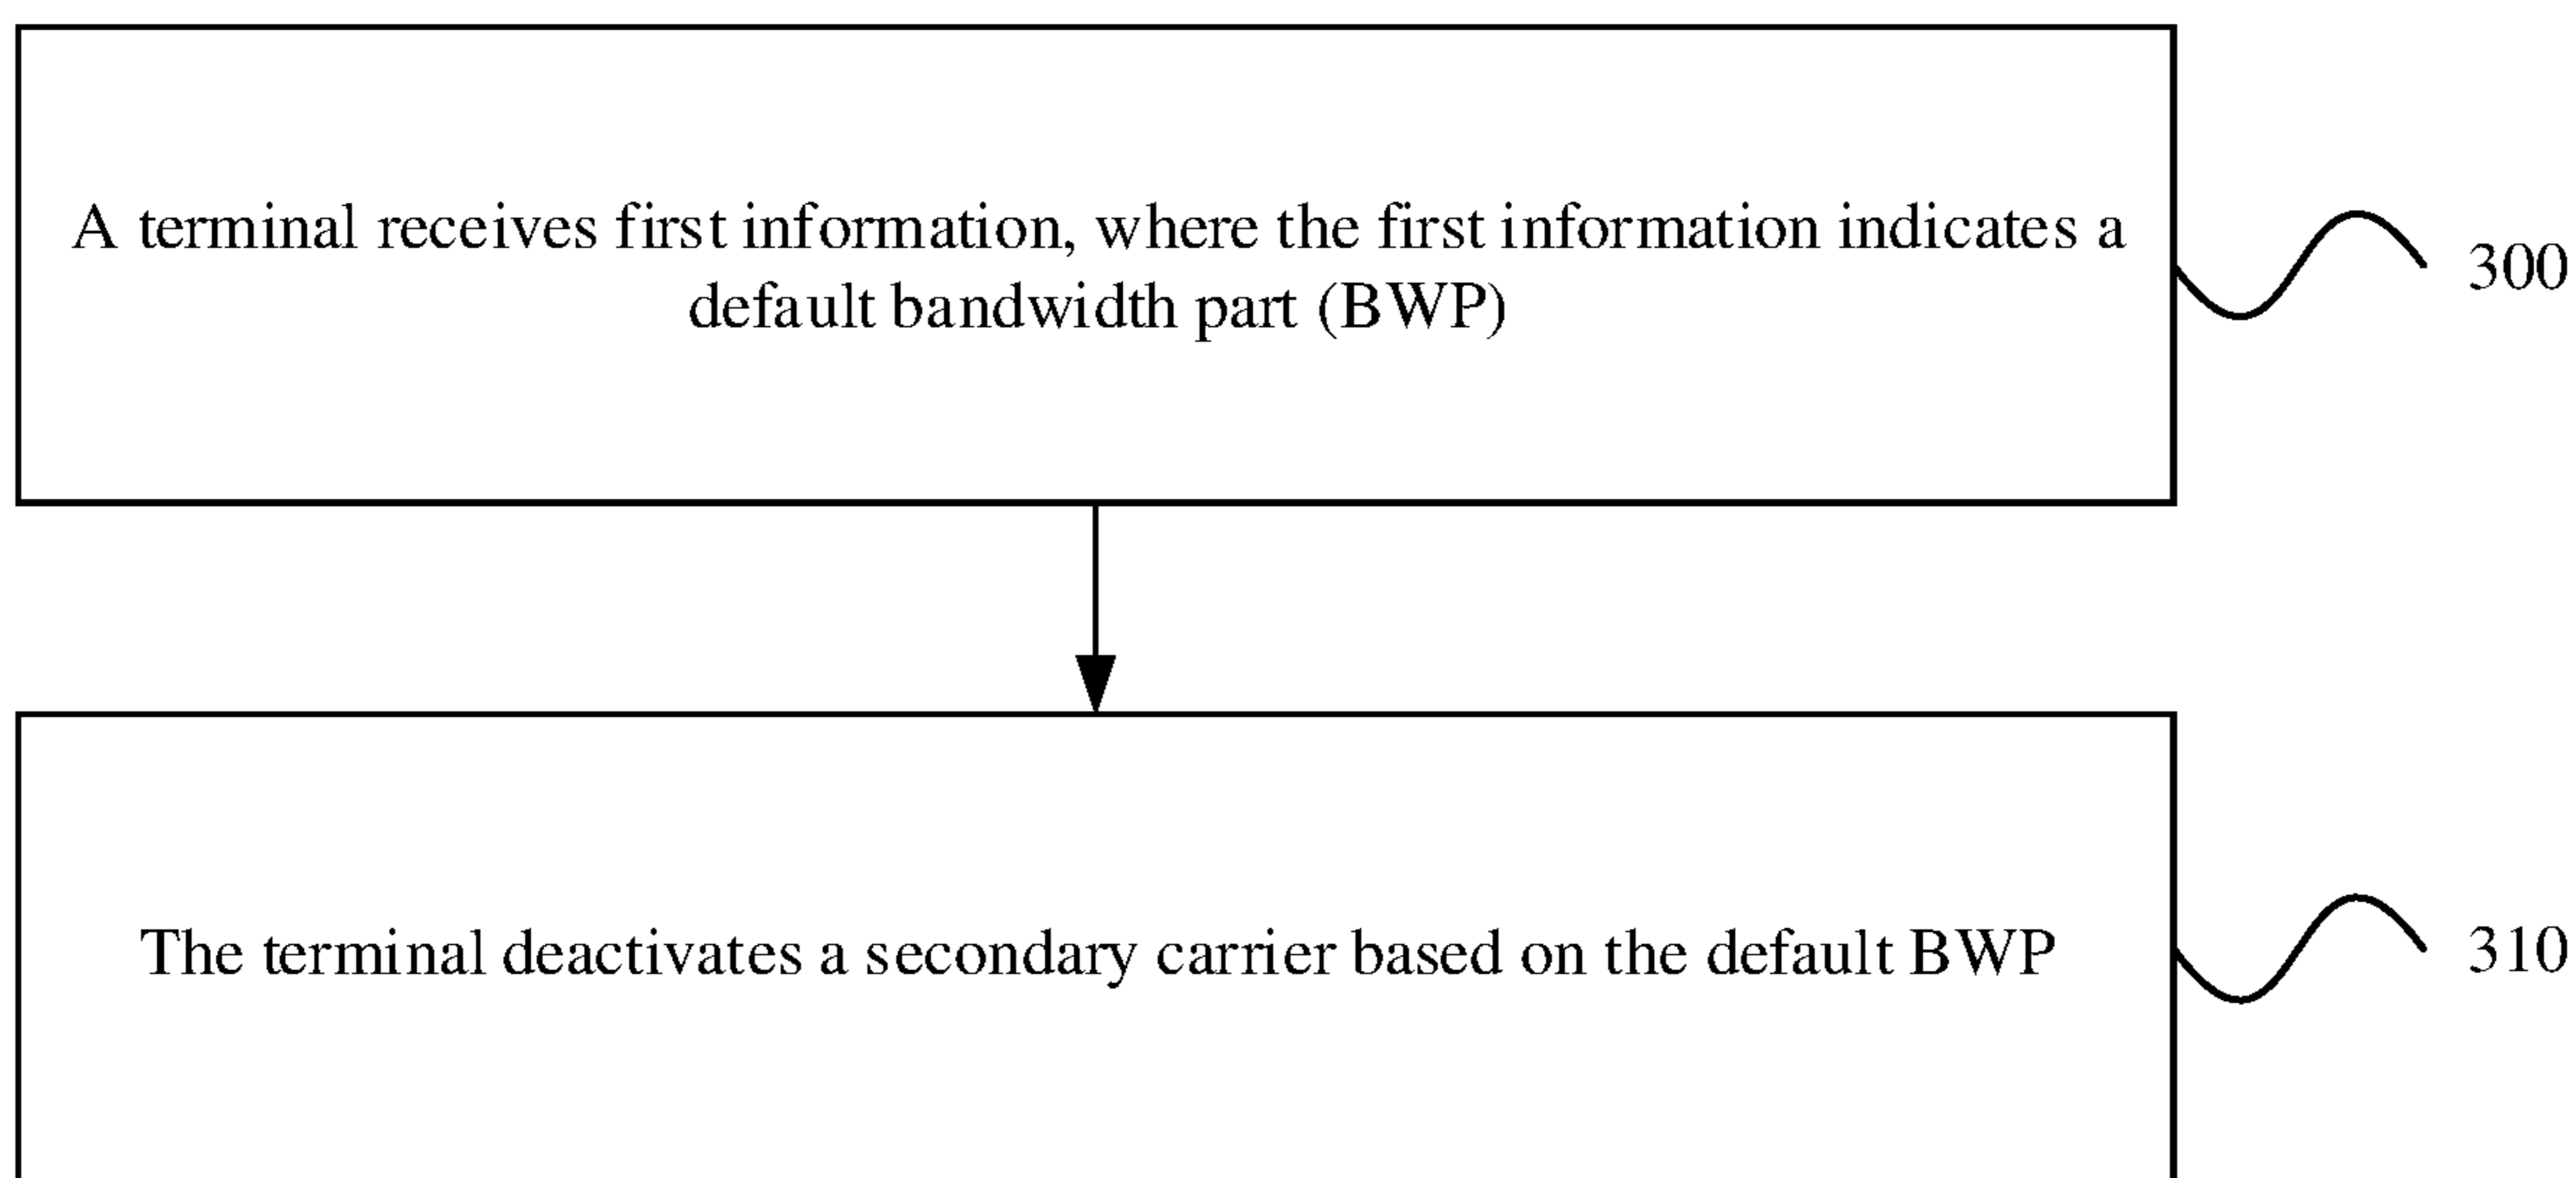 A terminal receives first information, where the first information indicates a
default bandwidth part (BWP)
300
The terminal deactivates a secondary carrier based on the default BWP
310